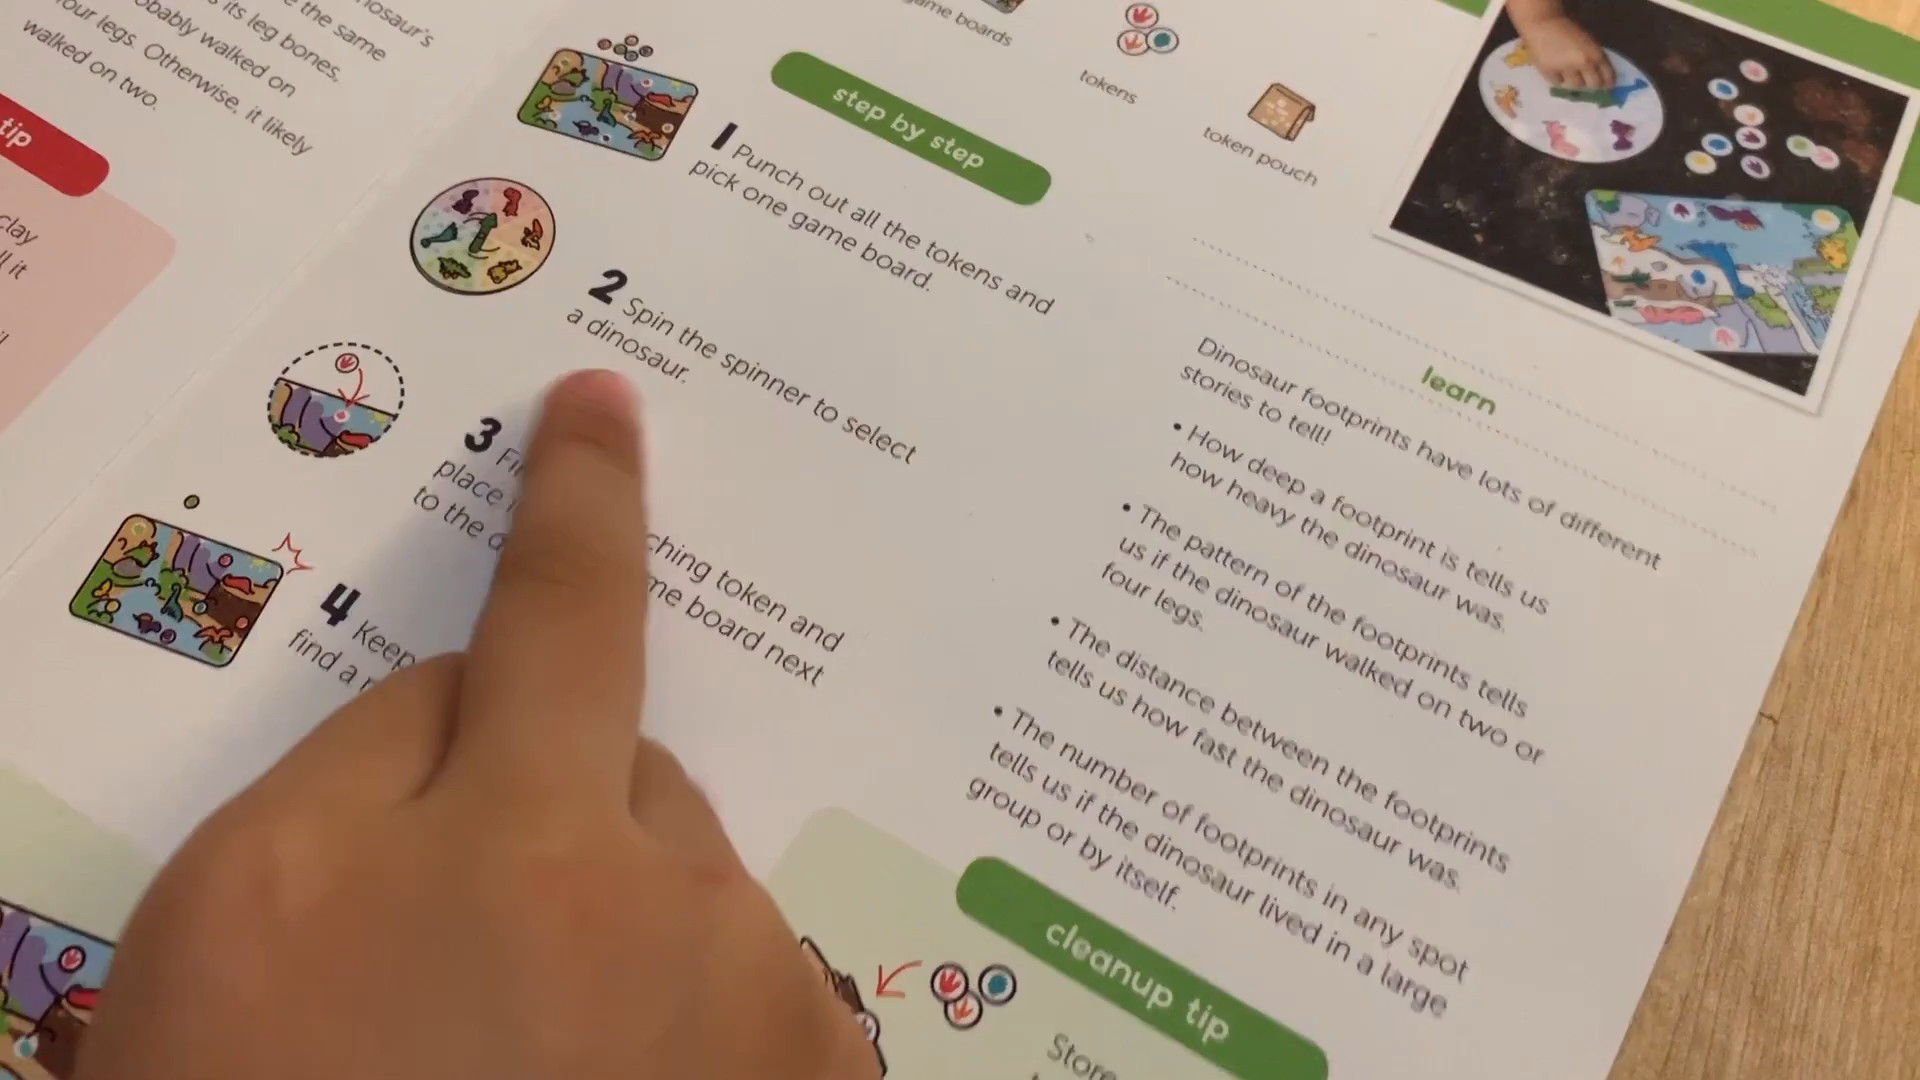 nosaur's
the same
its leg bones,
obably walked on
our legs. Otherwise, it likely
walked on two.
tip
clay
it
game boards
tokens
token pouch
step by step
1 Punch out all the tokens and
pick one game board.
2 Spin the spinner to select
a dinosaur.
3 ching token and
place me board next
to the
4 Keep
find a
learn
Dinosaur footprints have lots of different
stories to tell!
• How deep a footprint is tells us
how heavy the dinosaur was.
• The pattern of the footprints tells
us if the dinosaur walked on two or
four legs.
• The distance between the footprints
tells us how fast the dinosaur was.
• The number of footprints in any spot
tells us if the dinosaur lived in a large
group or by itself.
cleanup tip
Store